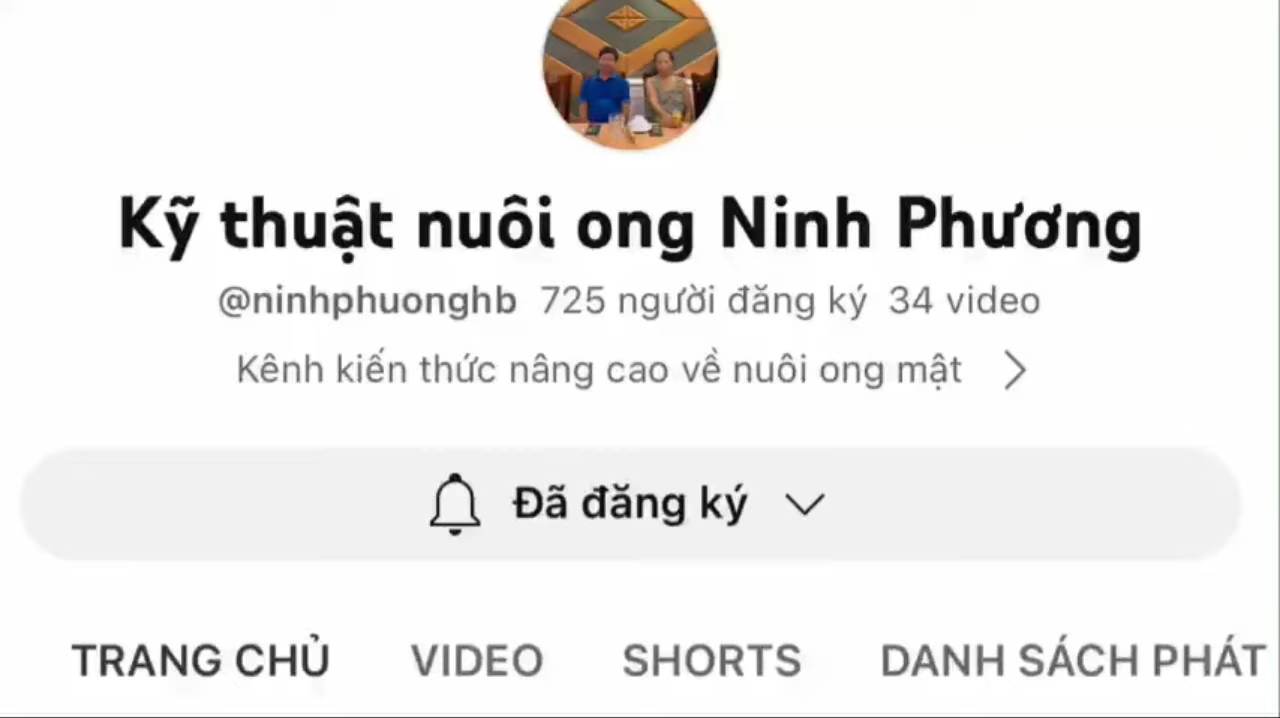 Kỹ thuật nuôi ong Ninh Phương
@ninhphuonghb 725 người đăng ký 34 video
Kênh kiến thức nâng cao về nuôi ong mật
Đã đăng ký
TRANG CHỦ VIDEO SHORTS DANH SÁCH PHÁT